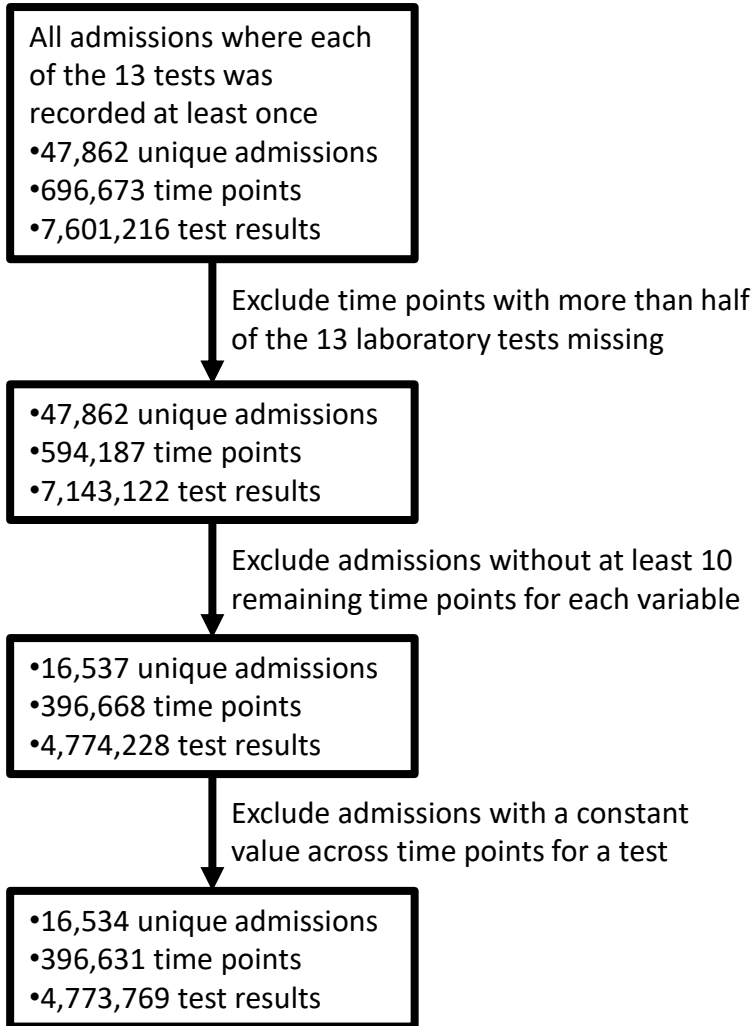 All admissions where each
of the 13 tests was
recorded at least once
•47,862 unique admissions
•696,673 time points
•7,601,216 test results
Exclude time points with more than half
of the 13 laboratory tests missing
•47,862 unique admissions
•594,187 time points
•7,143,122 test results
Exclude admissions without at least 10
remaining time points for each variable
•16,537 unique admissions
•396,668 time points
•4,774,228 test results
Exclude admissions with a constant
value across time points for a test
•16,534 unique admissions
•396,631 time points
•4,773,769 test results